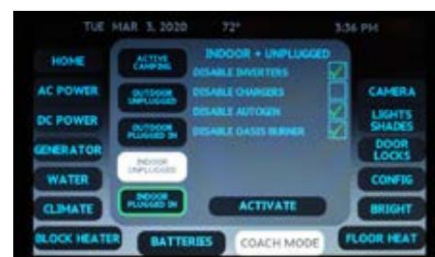 TUE MAR 3, 2020 72° 3:36 PM
HOME
AC POWER
DC POWER
GENERATOR
WATER
CLIMATE
BLOCK HEATER
ACTIVE CAMPING
OUTDOOR UNPLUGGED
OUTDOOR PLUGGED IN
INDOOR UNPLUGGED
INDOOR PLUGGED IN
INDOOR + UNPLUGGED
DISABLE INVERTERS
DISABLE CHARGERS
DISABLE AUTOGEN
DISABLE OASIS BURNER
ACTIVATE
CAMERA
LIGHTS
SHADES
DOOR
LOCKS
CONFIG
BRIGHT
FLOOR HEAT
BATTERIES
COACH MODE